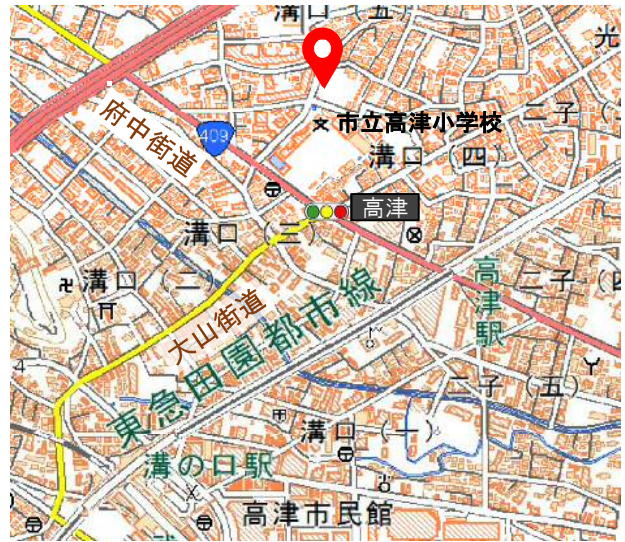 溝口(五)
光
府中街道
409
市立高津小学校
二子(
溝口(四)
高津
溝口(三)
溝口(二)
高津駅
二子(四
大山街道
東急田園都市線
二子(五)
溝口(一)
溝の口駅
高津市民館